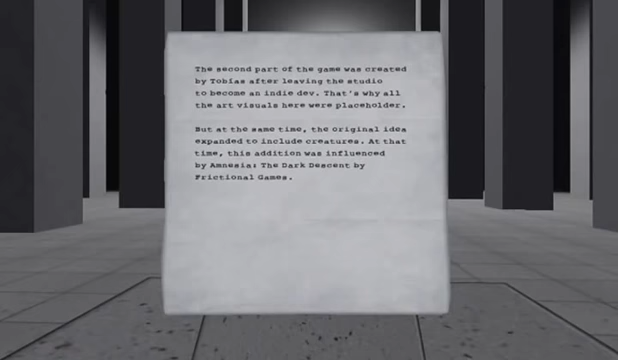 The second part of the game was created
by Tobias after leaving the studio
to become an indie dev. That's why all
the art visuals here were placeholder.
But at the same time, the original idea
expanded to include creatures. At that
time, this addition was influenced
by Amnesia: The Dark Descent by
Frictional Games.